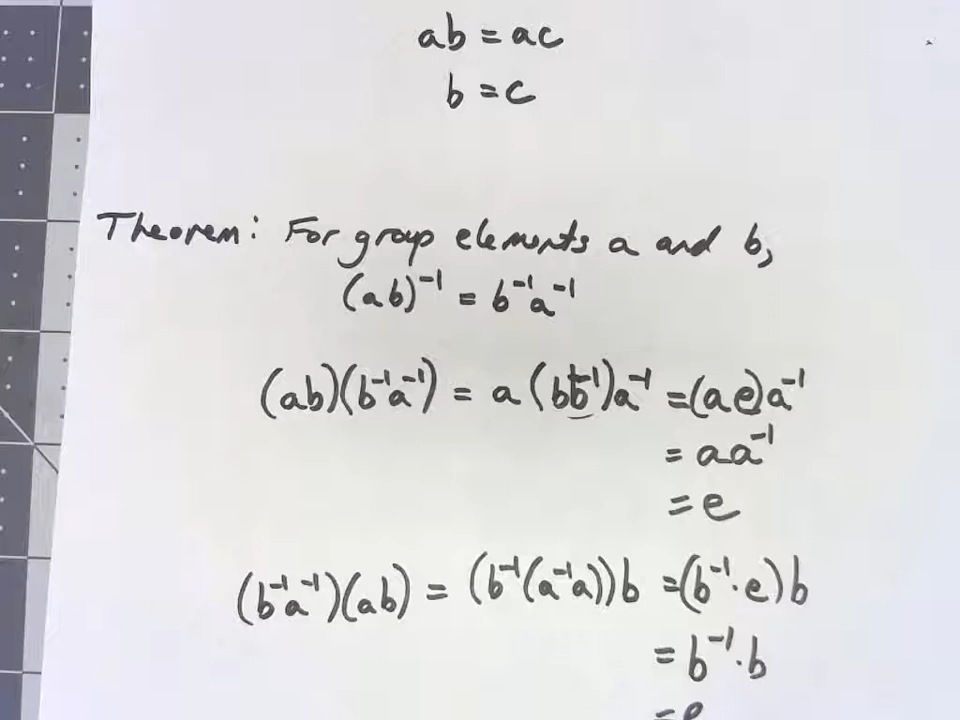 ab = ac
b = c
Theorem: For group elements a and b,
(ab)⁻¹ = b⁻¹a⁻¹
(ab)(b⁻¹a⁻¹) = a(bb⁻¹)a⁻¹ = (ae)a⁻¹
= aa⁻¹
= e
(b⁻¹a⁻¹)(ab) = (b⁻¹(a⁻¹a))b = (b⁻¹·e)b
= b⁻¹·b
= e